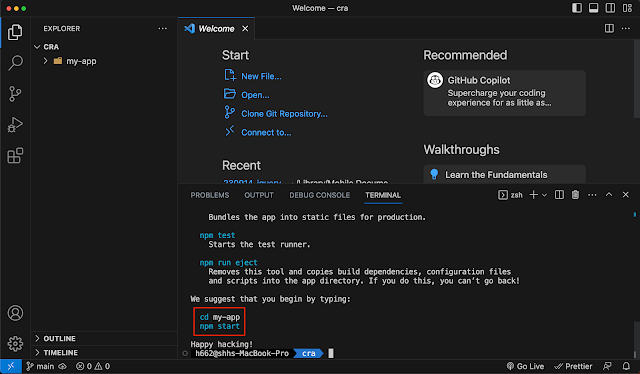 Welcome — cra
EXPLORER
CRA
my-app
OUTLINE
TIMELINE
Welcome
Start
New File...
Open...
Clone Git Repository...
Connect to...
Recent
Recommended
GitHub Copilot
Supercharge your coding
experience for as little as...
Walkthroughs
Learn the Fundamentals
PROBLEMS OUTPUT DEBUG CONSOLE TERMINAL
zsh
Bundles the app into static files for production.
npm test
Starts the test runner.
npm run eject
Removes this tool and copies build dependencies, configuration files
and scripts into the app directory. If you do this, you can’t go back!
We suggest that you begin by typing:
cd my-app
npm start
Happy hacking!
h662@shhs-MacBook-Pro cra
main 0 0 Go Live Prettier